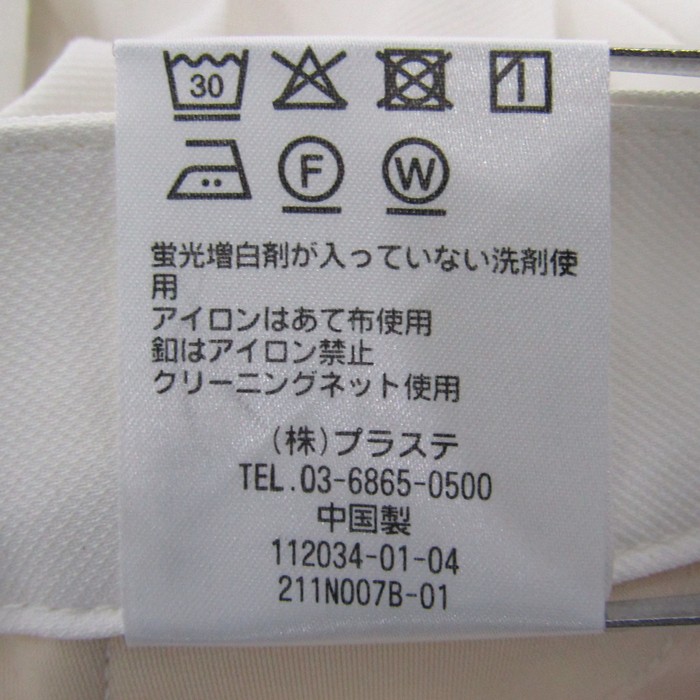 30
F W
蛍光増白剤が入っていない洗剤使
用
アイロンはあて布使用
釦はアイロン禁止
クリーニングネット使用
(株)プラステ
TEL.03-6865-0500
中国製
112034-01-04
211N007B-01